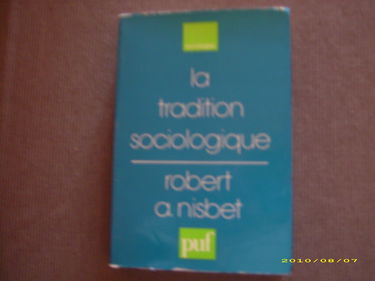 la
tradition
sociologique
robert
a nisbet
puf
2010/08/07